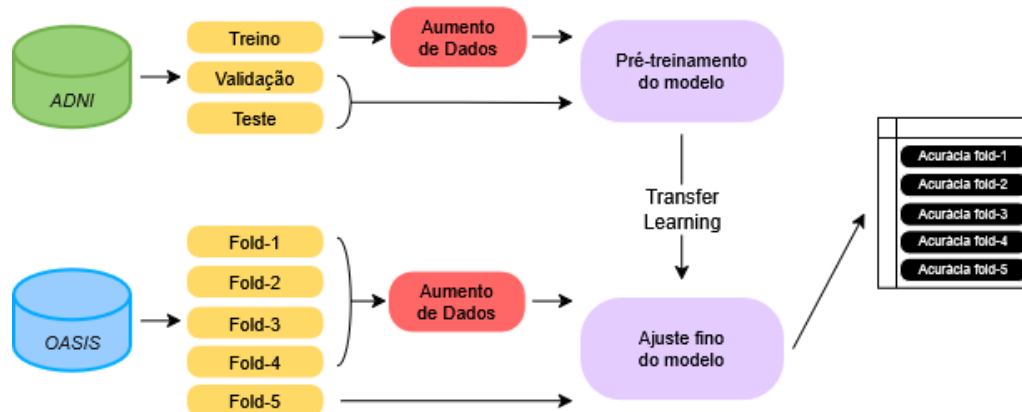 ADNI
Treino
Validação
Teste
Aumento
de Dados
Pré-treinamento
do modelo
Transfer
Learning
OASIS
Fold-1
Fold-2
Fold-3
Fold-4
Fold-5
Aumento
de Dados
Ajuste fino
do modelo
Acurácia fold-1
Acurácia fold-2
Acurácia fold-3
Acurácia fold-4
Acurácia fold-5